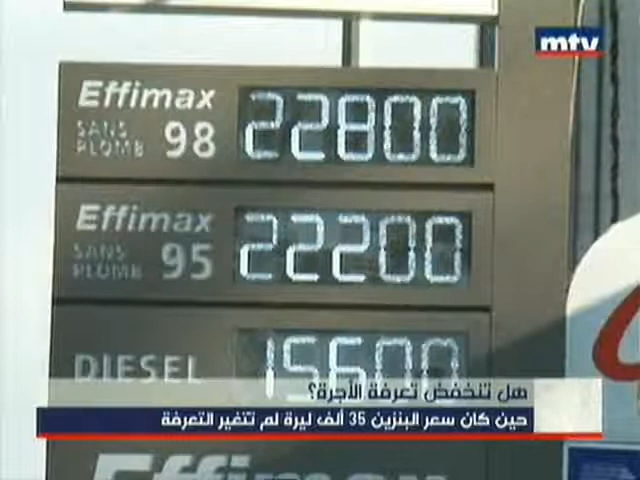 mtv
Effimax
SANS
PLOMB 98 22800
Effimax
SANS
PLOMB 95 22200
DIESEL 15600
هل تنخفض تعرفة الأجرة؟
حين كان سعر البنزين 35 ألف ليرة لم تتغير التعرفة
Effimax